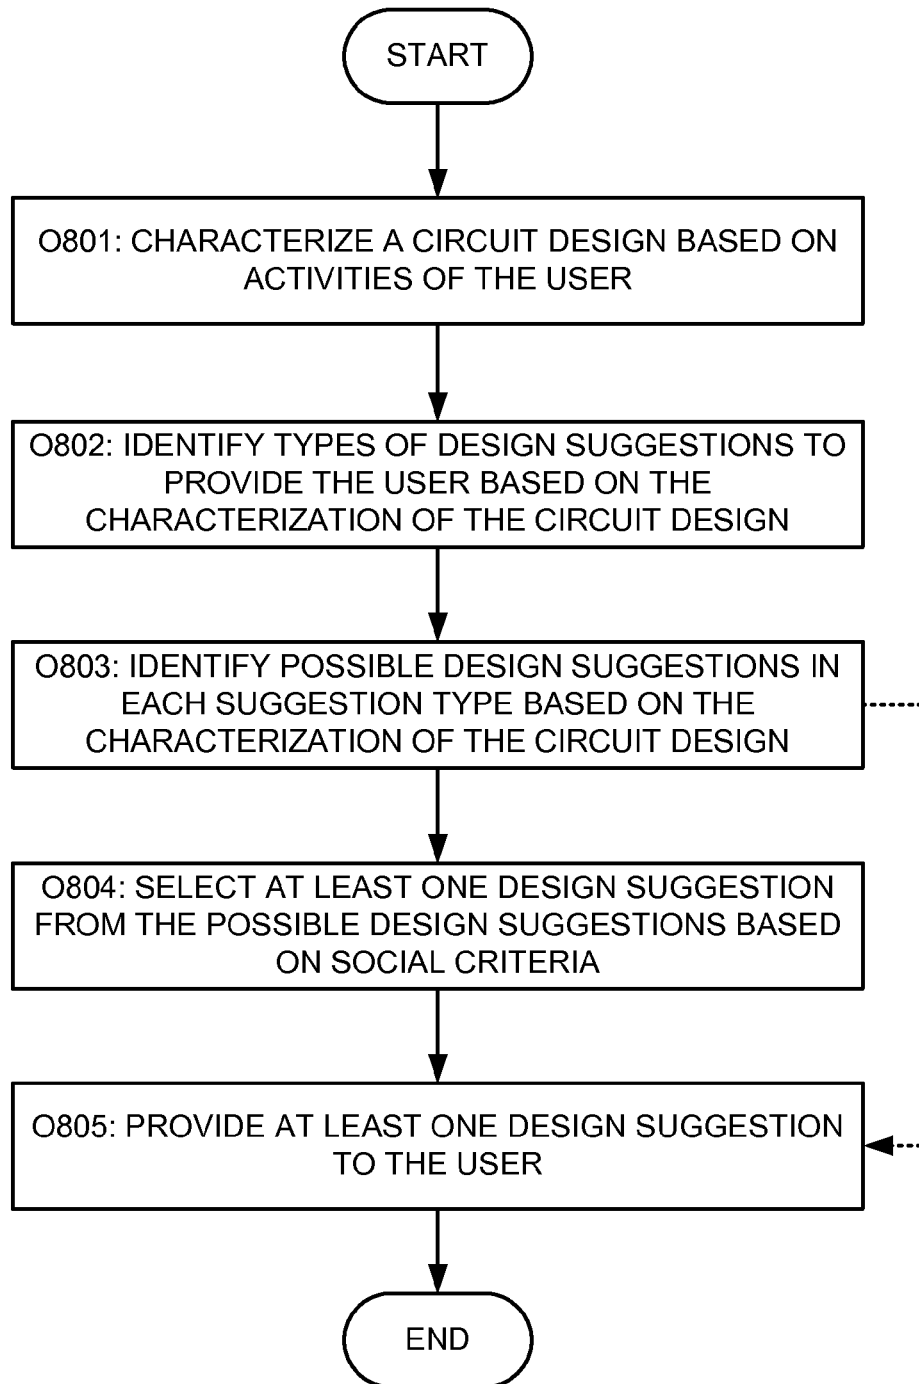 START
O801: CHARACTERIZE A CIRCUIT DESIGN BASED ON
ACTIVITIES OF THE USER
O802: IDENTIFY TYPES OF DESIGN SUGGESTIONS TO
PROVIDE THE USER BASED ON THE
CHARACTERIZATION OF THE CIRCUIT DESIGN
O803: IDENTIFY POSSIBLE DESIGN SUGGESTIONS IN
EACH SUGGESTION TYPE BASED ON THE
CHARACTERIZATION OF THE CIRCUIT DESIGN
O804: SELECT AT LEAST ONE DESIGN SUGGESTION
FROM THE POSSIBLE DESIGN SUGGESTIONS BASED
ON SOCIAL CRITERIA
O805: PROVIDE AT LEAST ONE DESIGN SUGGESTION
TO THE USER
END